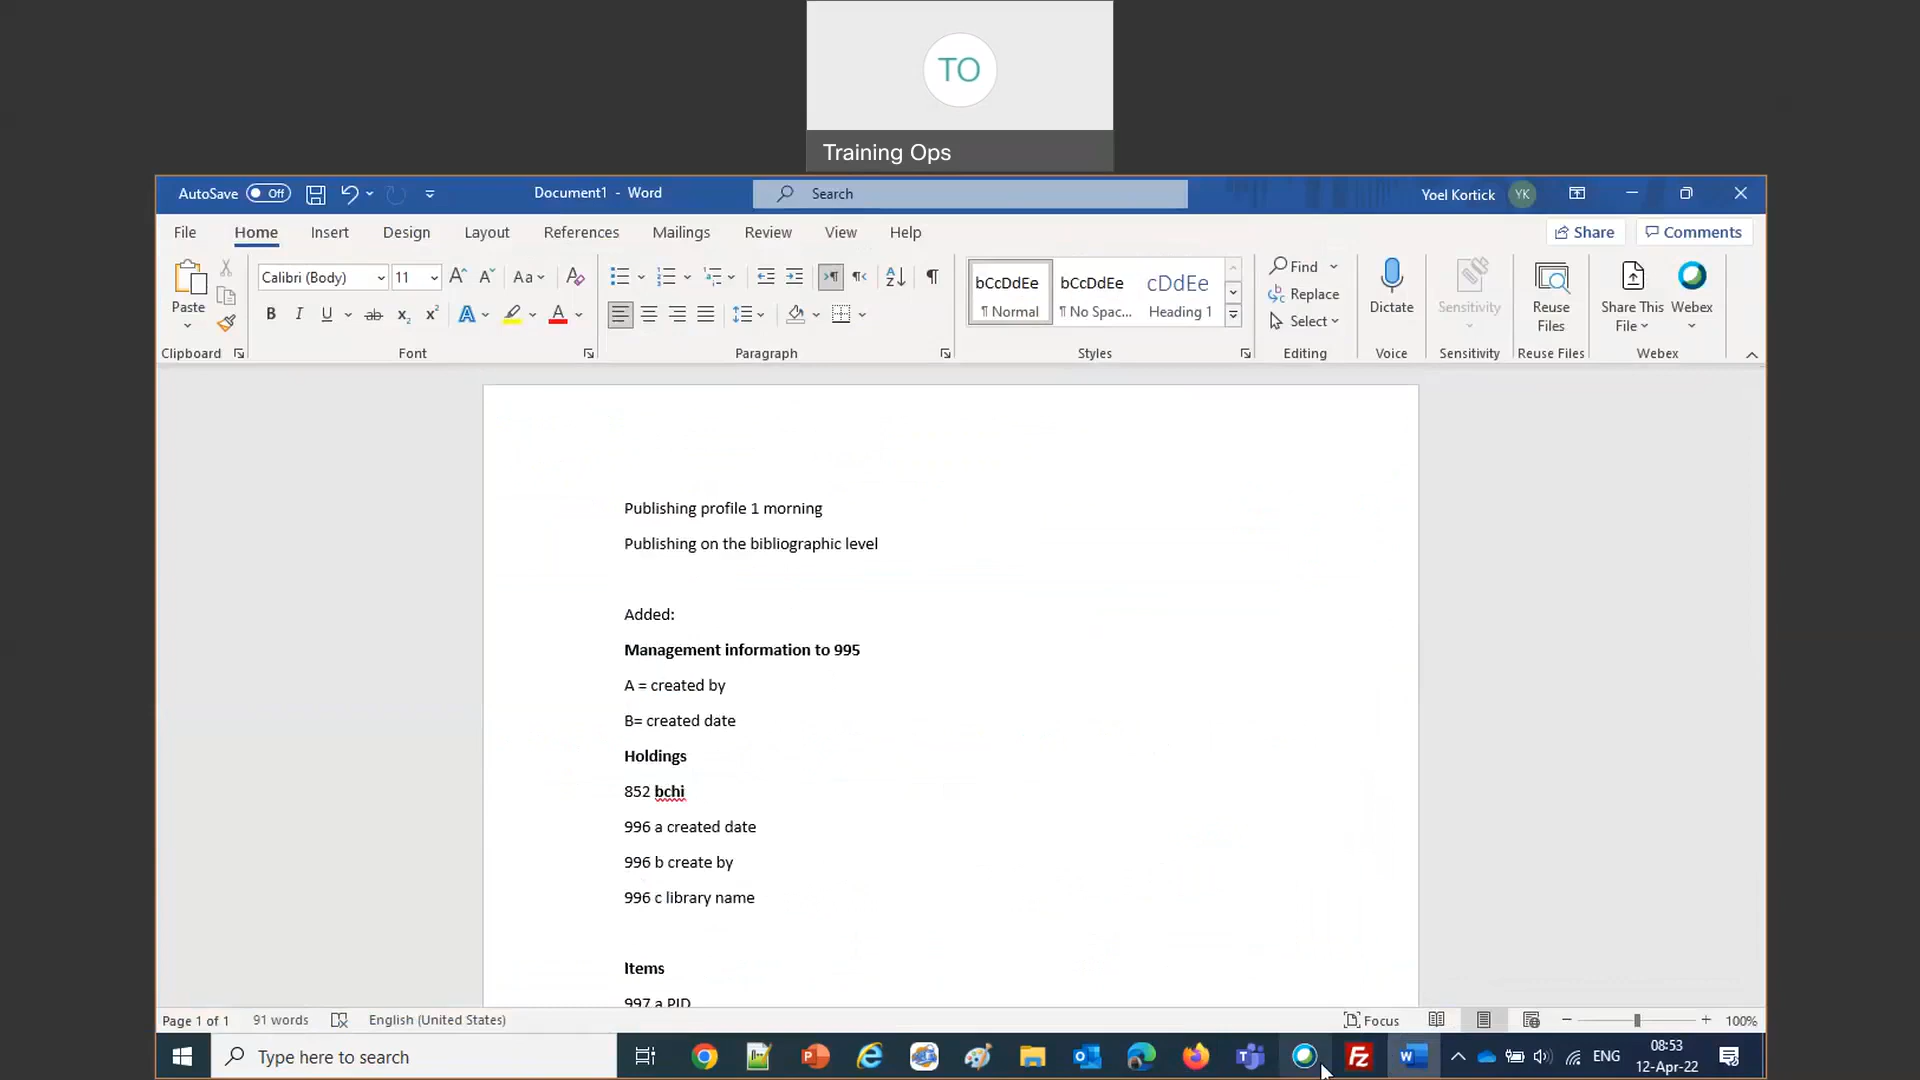 TO
Training Ops
AutoSave Off
Document1 - Word
Search
Yoel Kortick YK
File Home Insert Design Layout References Mailings Review View Help
Share Comments
Paste
Clipboard
Calibri (Body) 11
Font
Paragraph
bCcDdEe bCcDdEe cDdEe
¶ Normal ¶ No Spac... Heading 1
Styles
Find
Replace
Select
Editing
Dictate
Voice
Sensitivity
Sensitivity
Reuse Files
Reuse Files
Share This File
Webex
Webex
Publishing profile 1 morning
Publishing on the bibliographic level
Added:
Management information to 995
A = created by
B= created date
Holdings
852 bchi
996 a created date
996 b create by
996 c library name
Items
997 a PID
Page 1 of 1 91 words English (United States) Focus 100%
Type here to search
ENG
08:53
12-Apr-22